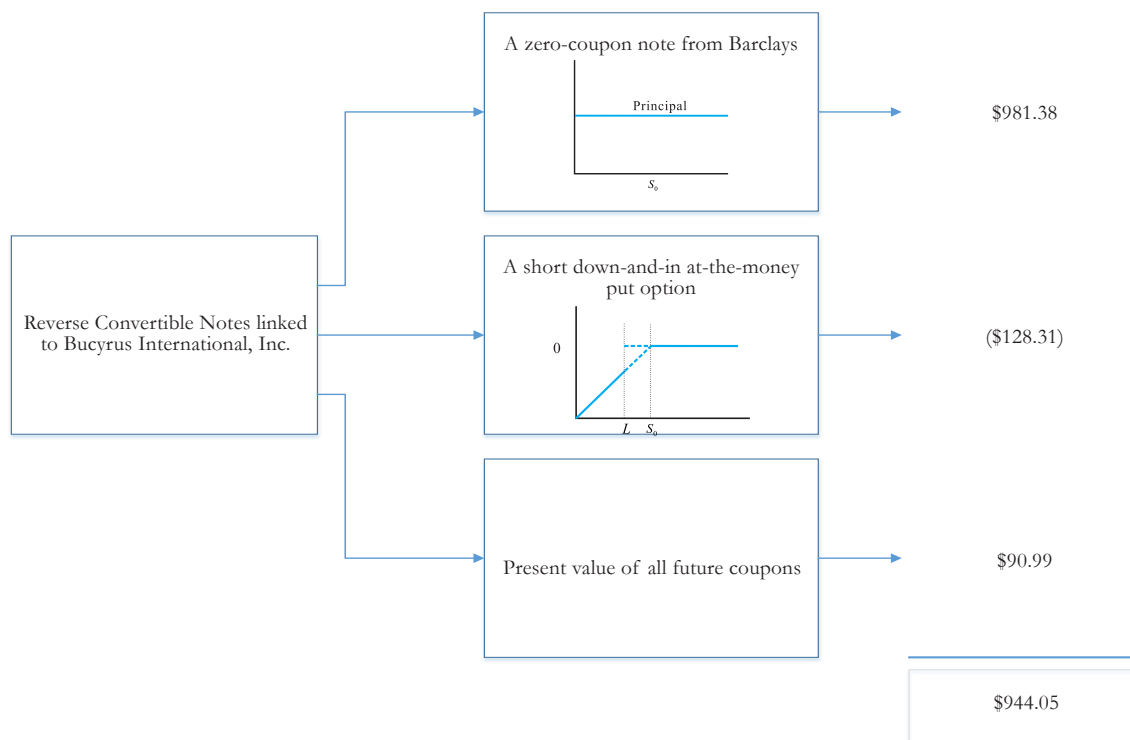 A zero-coupon note from Barclays
Principal
S₀
$981.38
Reverse Convertible Notes linked
to Bucyrus International, Inc.
A short down-and-in at-the-money
put option
0
L S₀
($128.31)
Present value of all future coupons
$90.99
$944.05